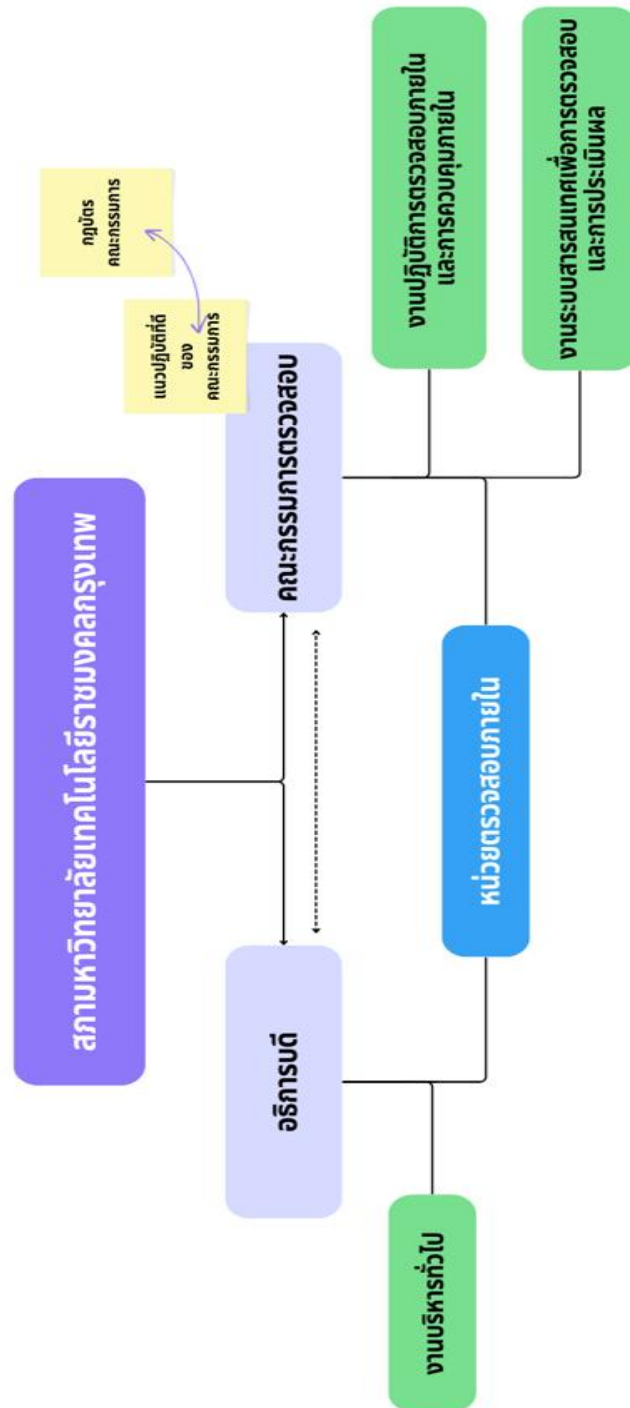 สภามหาวิทยาลัยเทคโนโลยีราชมงคลกรุงเทพ
กฎบัตร
คณะกรรมการ
แนวปฏิบัติที่ดี
ของ
คณะกรรมการ
อธิการบดี
คณะกรรมการตรวจสอบ
งานบริหารทั่วไป
หน่วยตรวจสอบภายใน
งานปฏิบัติการตรวจสอบภายใน
และการควบคุมภายใน
งานระบบสารสนเทศเพื่อการตรวจสอบ
และการประเมินผล